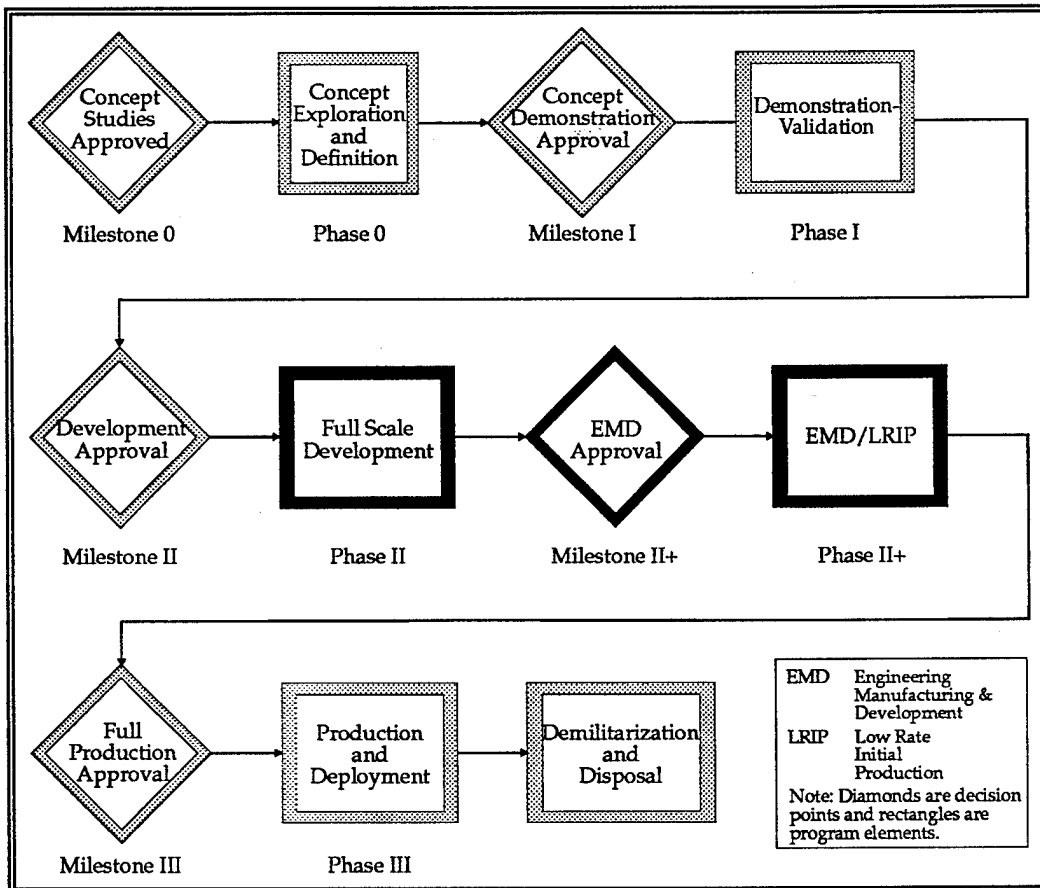 Concept
Studies
Approved
Milestone 0
Concept
Exploration
and
Definition
Phase 0
Concept
Demonstration
Approval
Milestone I
Demonstration-
Validation
Phase I
Development
Approval
Milestone II
Full Scale
Development
Phase II
EMD
Approval
Milestone II+
EMD/LRIP
Phase II+
Full
Production
Approval
Milestone III
Production
and
Deployment
Phase III
Demilitarization
and
Disposal
EMD Engineering
Manufacturing &
Development
LRIP Low Rate
Initial
Production
Note: Diamonds are decision
points and rectangles are
program elements.